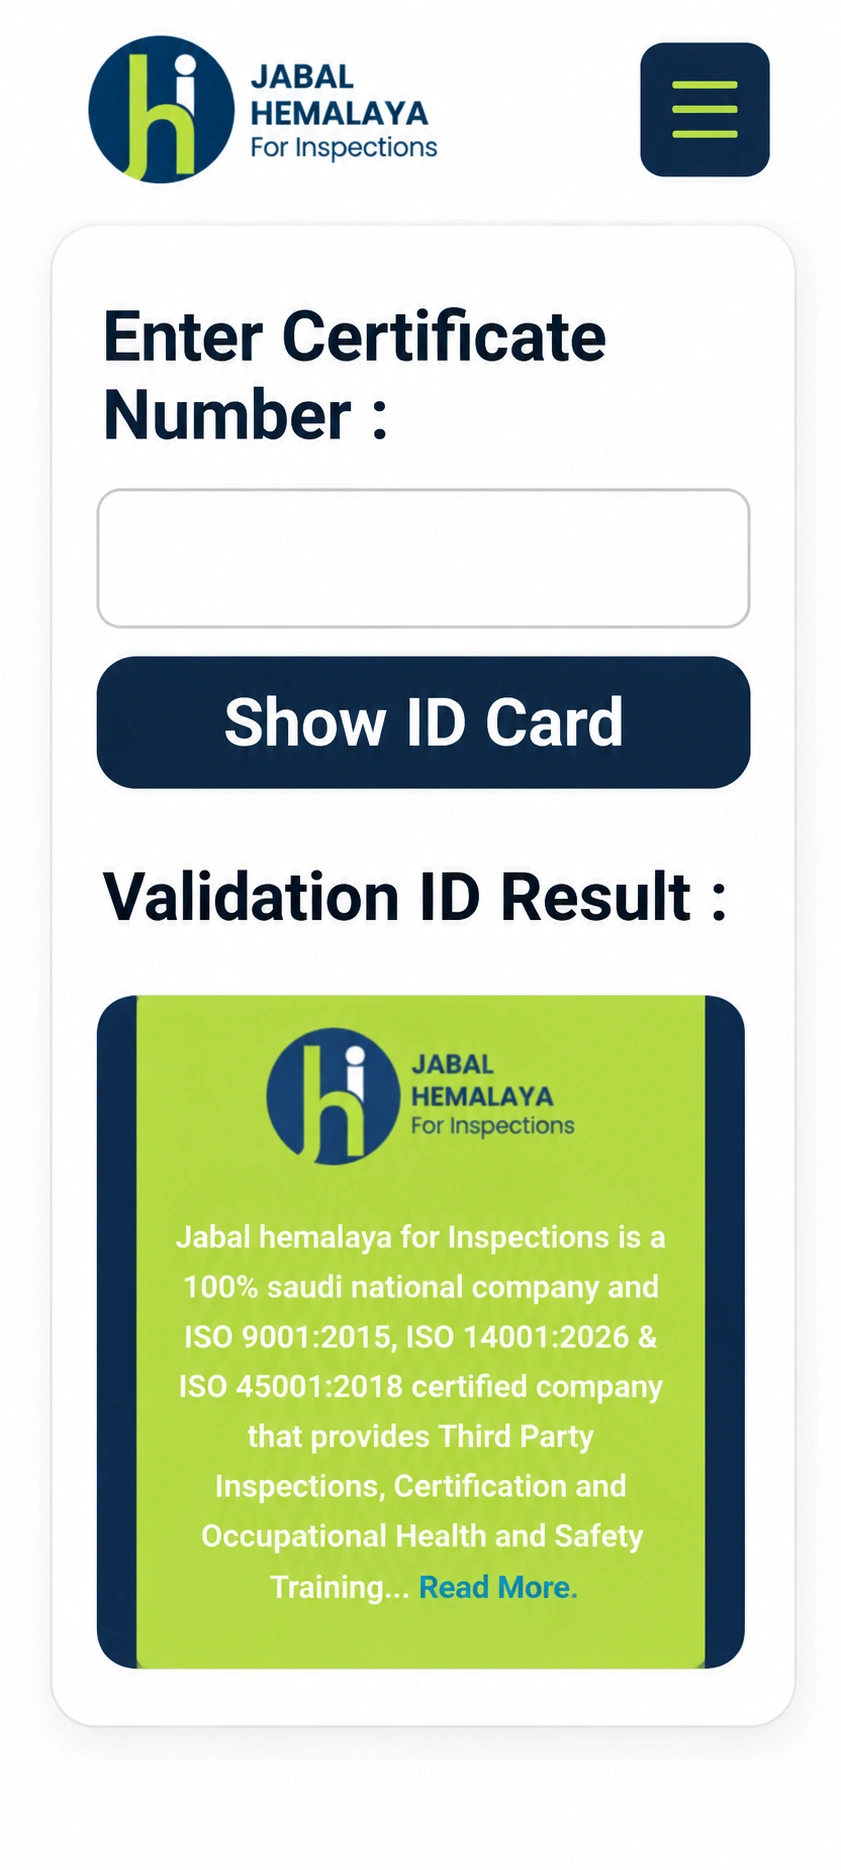 hi
JABAL
HEMALAYA
For Inspections
Enter Certificate
Number :
Show ID Card
Validation ID Result :
hi
JABAL
HEMALAYA
For Inspections
Jabal hemalaya for Inspections is a
100% saudi national company and
ISO 9001:2015, ISO 14001:2026 &
ISO 45001:2018 certified company
that provides Third Party
Inspections, Certification and
Occupational Health and Safety
Training... Read More.